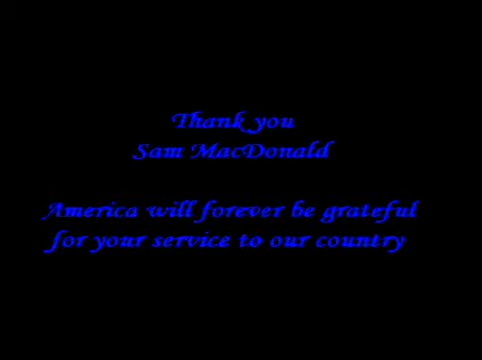 Thank you
Sam MacDonald
America will forever be grateful
for your service to our country